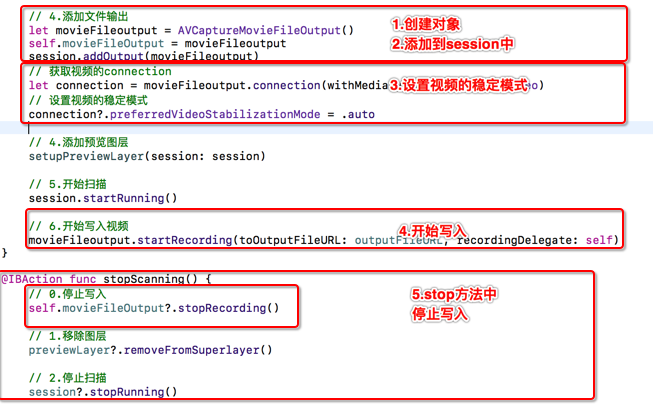 // 4.添加文件输出
let movieFileoutput = AVCaptureMovieFileOutput()
1.创建对象
self.movieFileOutput = movieFileoutput
2.添加到session中
session.addOutput(movieFileoutput)
// 获取视频的connection
let connection = movieFileoutput.connection(withMedia
3.设置视频的稳定模式
o)
// 设置视频的稳定模式
connection?.preferredVideoStabilizationMode = .auto
// 4.添加预览图层
setupPreviewLayer(session: session)
// 5.开始扫描
session.startRunning()
// 6.开始写入视频
4.开始写入
movieFileoutput.startRecording(toOutputFileURL: outputFileURL, recordingDelegate: self)
}
@IBAction func stopScanning() {
// 0.停止写入
5.stop方法中
self.movieFileOutput?.stopRecording()
停止写入
// 1.移除图层
previewLayer?.removeFromSuperlayer()
// 2.停止扫描
session?.stopRunning()